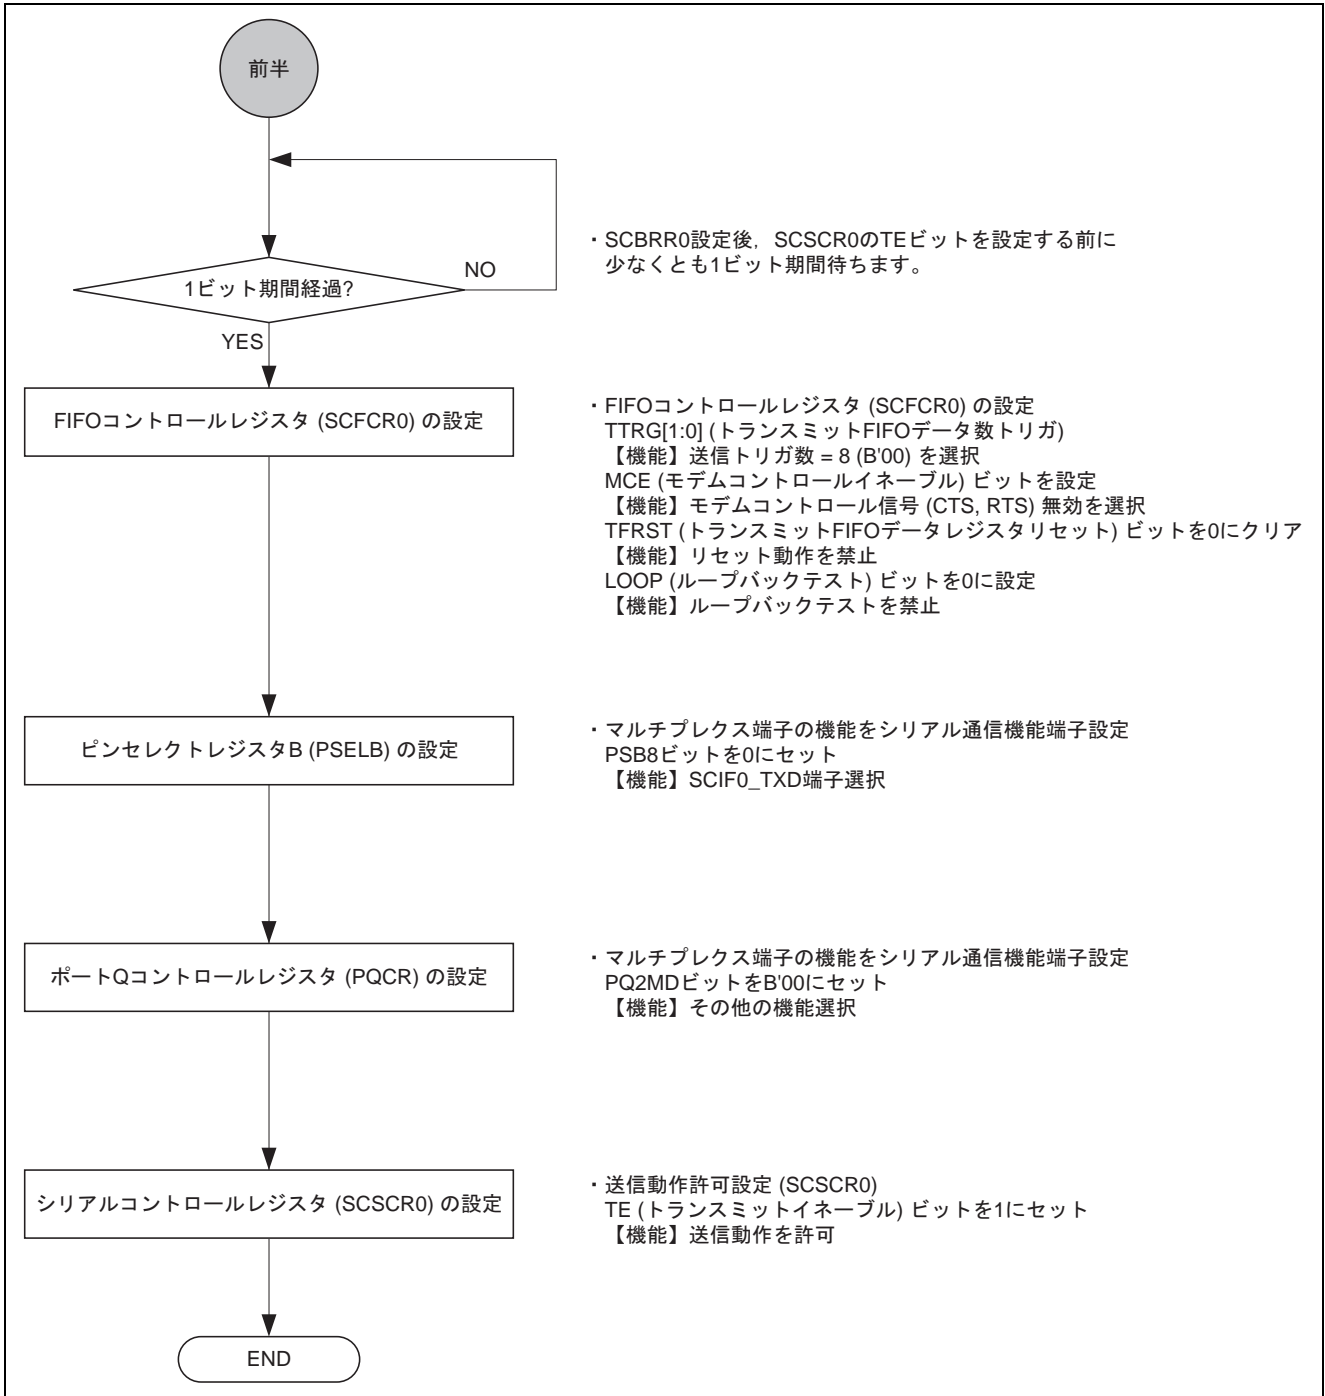 前半
・SCBRR0設定後，SCSCR0のTEビットを設定する前に
少なくとも1ビット期間待ちます。
NO
1ビット期間経過?
YES
FIFOコントロールレジスタ (SCFCR0) の設定
・FIFOコントロールレジスタ (SCFCR0) の設定
TTRG[1:0] (トランスミットFIFOデータ数トリガ)
【機能】送信トリガ数 = 8 (B'00) を選択
MCE (モデムコントロールイネーブル) ビットを設定
【機能】モデムコントロール信号 (CTS, RTS) 無効を選択
TFRST (トランスミットFIFOデータレジスタリセット) ビットを0にクリア
【機能】リセット動作を禁止
LOOP (ループバックテスト) ビットを0に設定
【機能】ループバックテストを禁止
ピンセレクトレジスタB (PSELB) の設定
・マルチプレクス端子の機能をシリアル通信機能端子設定
PSB8ビットを0にセット
【機能】SCIF0_TXD端子選択
ポートQコントロールレジスタ (PQCR) の設定
・マルチプレクス端子の機能をシリアル通信機能端子設定
PQ2MDビットをB'00にセット
【機能】その他の機能選択
シリアルコントロールレジスタ (SCSCR0) の設定
・送信動作許可設定 (SCSCR0)
TE (トランスミットイネーブル) ビットを1にセット
【機能】送信動作を許可
END